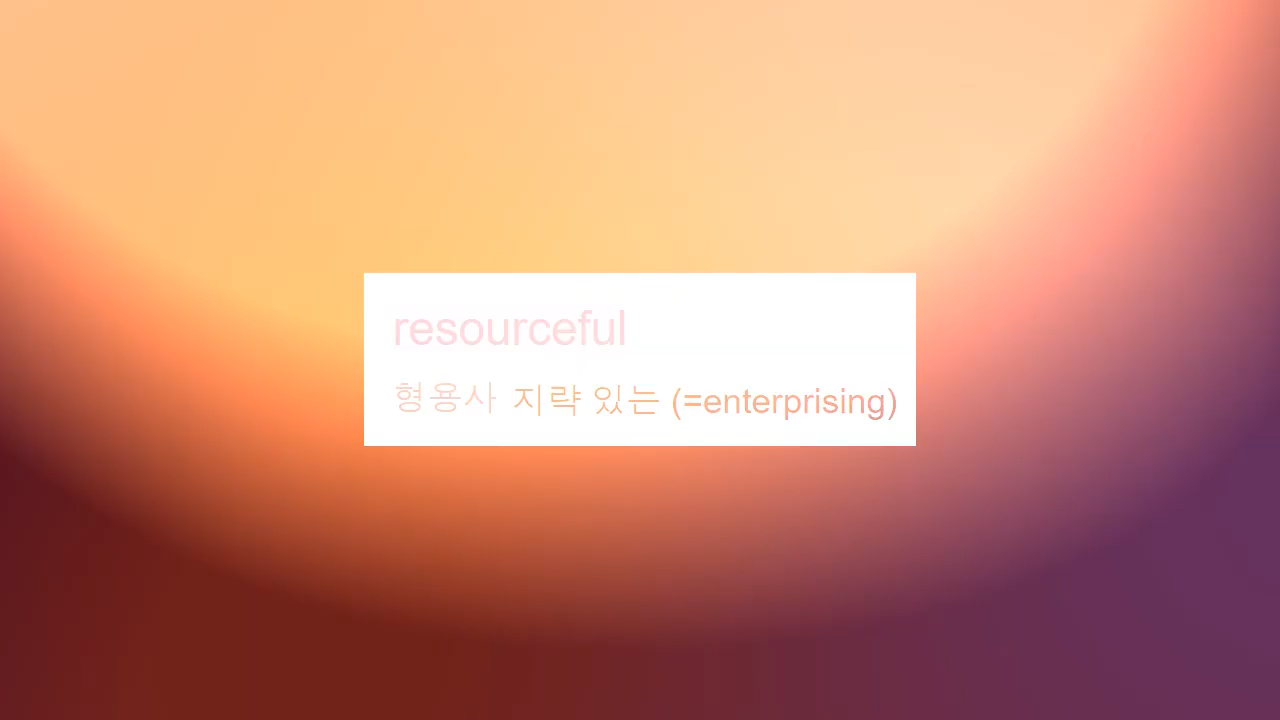 resourceful
형용사 지략 있는 (=enterprising)